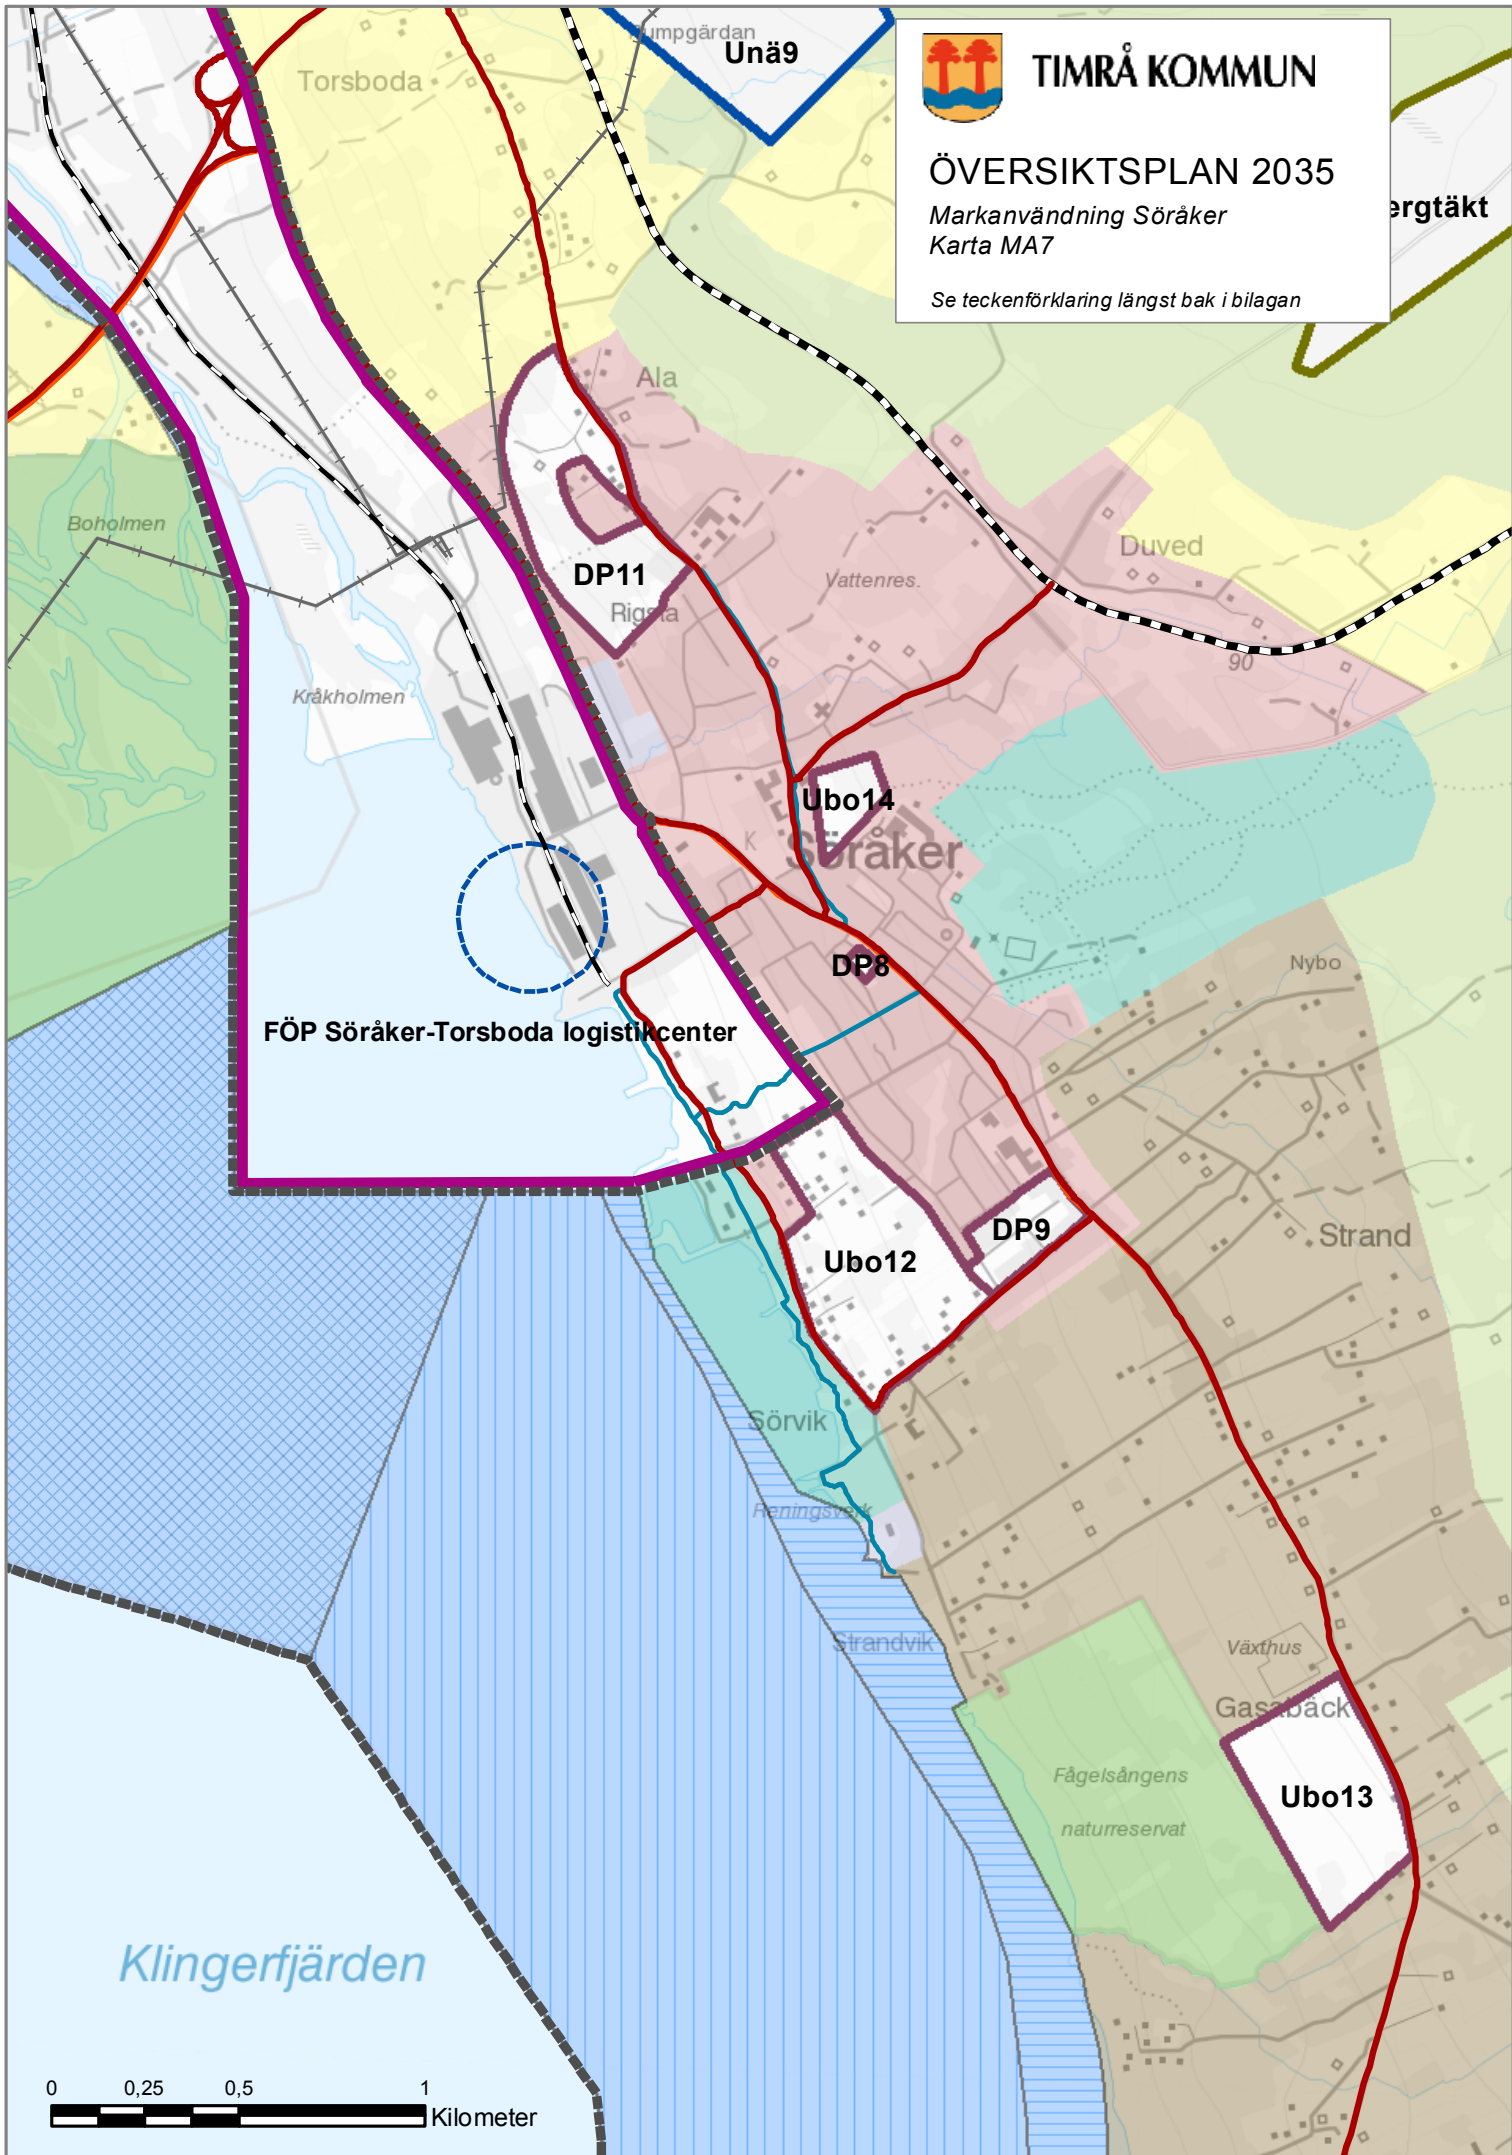 TIMRÅ KOMMUN
ÖVERSIKTSPLAN 2035
Markanvändning Söråker
Karta MA7
Se teckenförklaring längst bak i bilagan
Unä9
Torsboda
ergtäkt
Ala
Boholmen
DP11
Duved
Vattenres.
90
Kråkholmen
Ubo14
K
Söråker
DP8
Nybo
FÖP Söråker-Torsboda logistikcenter
DP9
Strand
Ubo12
Sörvik
Reningsverk
Strandvik
Växthus
Gasabäck
Fågelsångens
naturreservat
Ubo13
Klingerfjärden
0 0,25 0,5 1
Kilometer